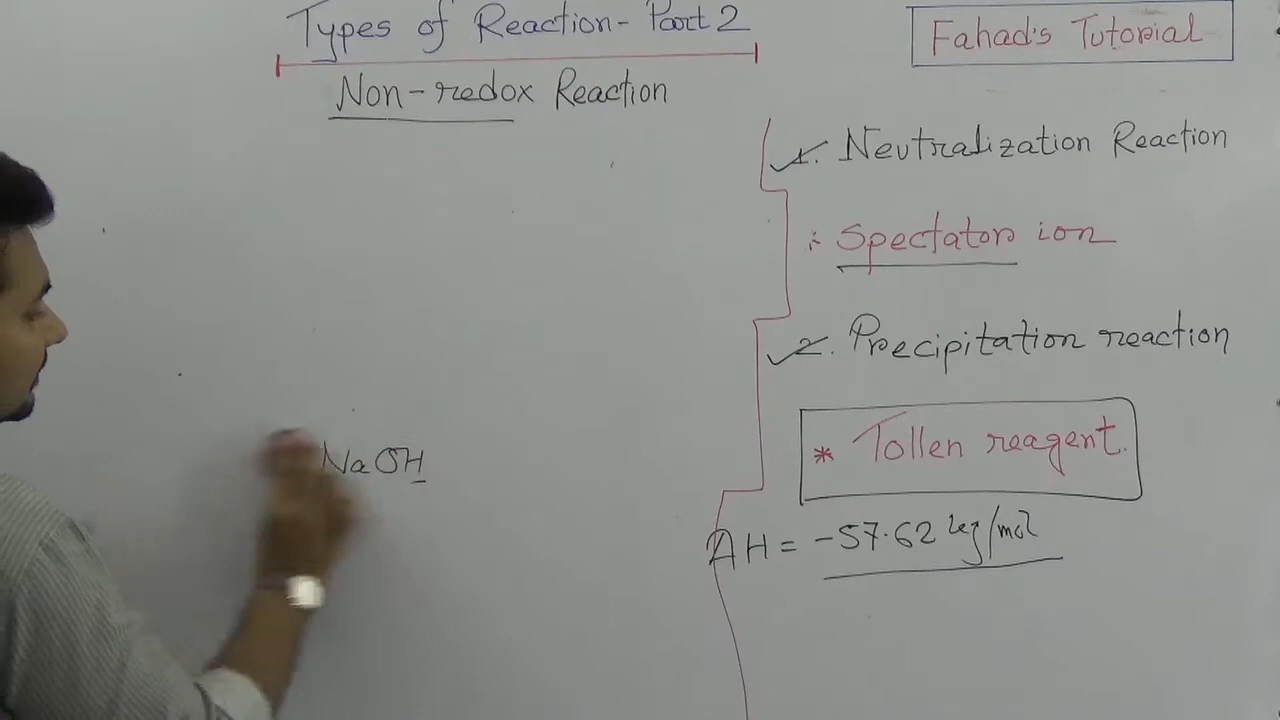 Types of Reaction - Part 2
Fahad's Tutorial
Non-redox Reaction
1. Neutralization Reaction
Spectator ion
2. Precipitation reaction
* Tollen reagent.
NaOH
ΔH = -57.62 kj/mol